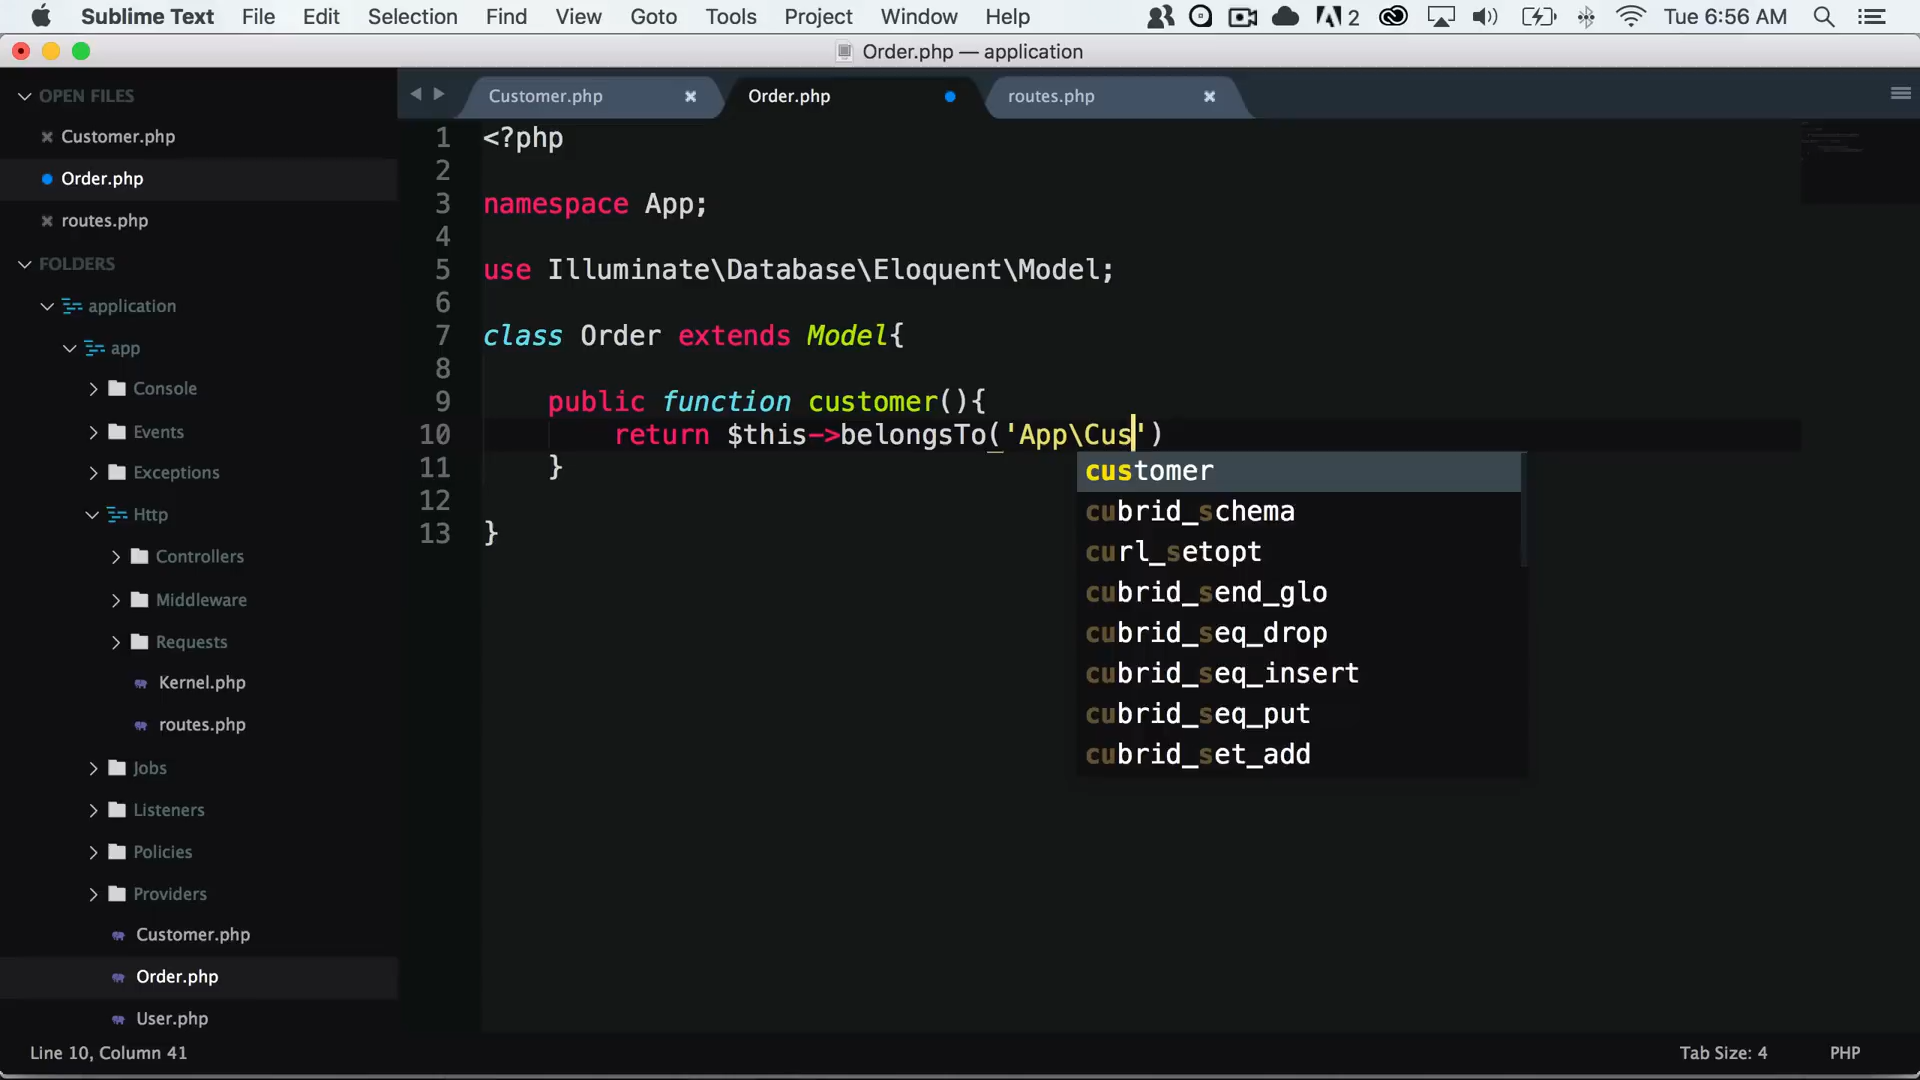 Sublime Text File Edit Selection Find View Goto Tools Project Window Help 2 Tue 6:56 AM
Order.php — application
OPEN FILES
Customer.php
Order.php
routes.php
FOLDERS
application
app
Console
Events
Exceptions
Http
Controllers
Middleware
Requests
Kernel.php
routes.php
Jobs
Listeners
Policies
Providers
Customer.php
Order.php
User.php
Customer.php Order.php routes.php
1 <?php
2
3 namespace App;
4
5 use Illuminate\Database\Eloquent\Model;
6
7 class Order extends Model{
8
9 public function customer(){
10 return $this->belongsTo('App\Cus')
11 }
12
13 }
customer
cubrid_schema
curl_setopt
cubrid_send_glo
cubrid_seq_drop
cubrid_seq_insert
cubrid_seq_put
cubrid_set_add
Line 10, Column 41 Tab Size: 4 PHP